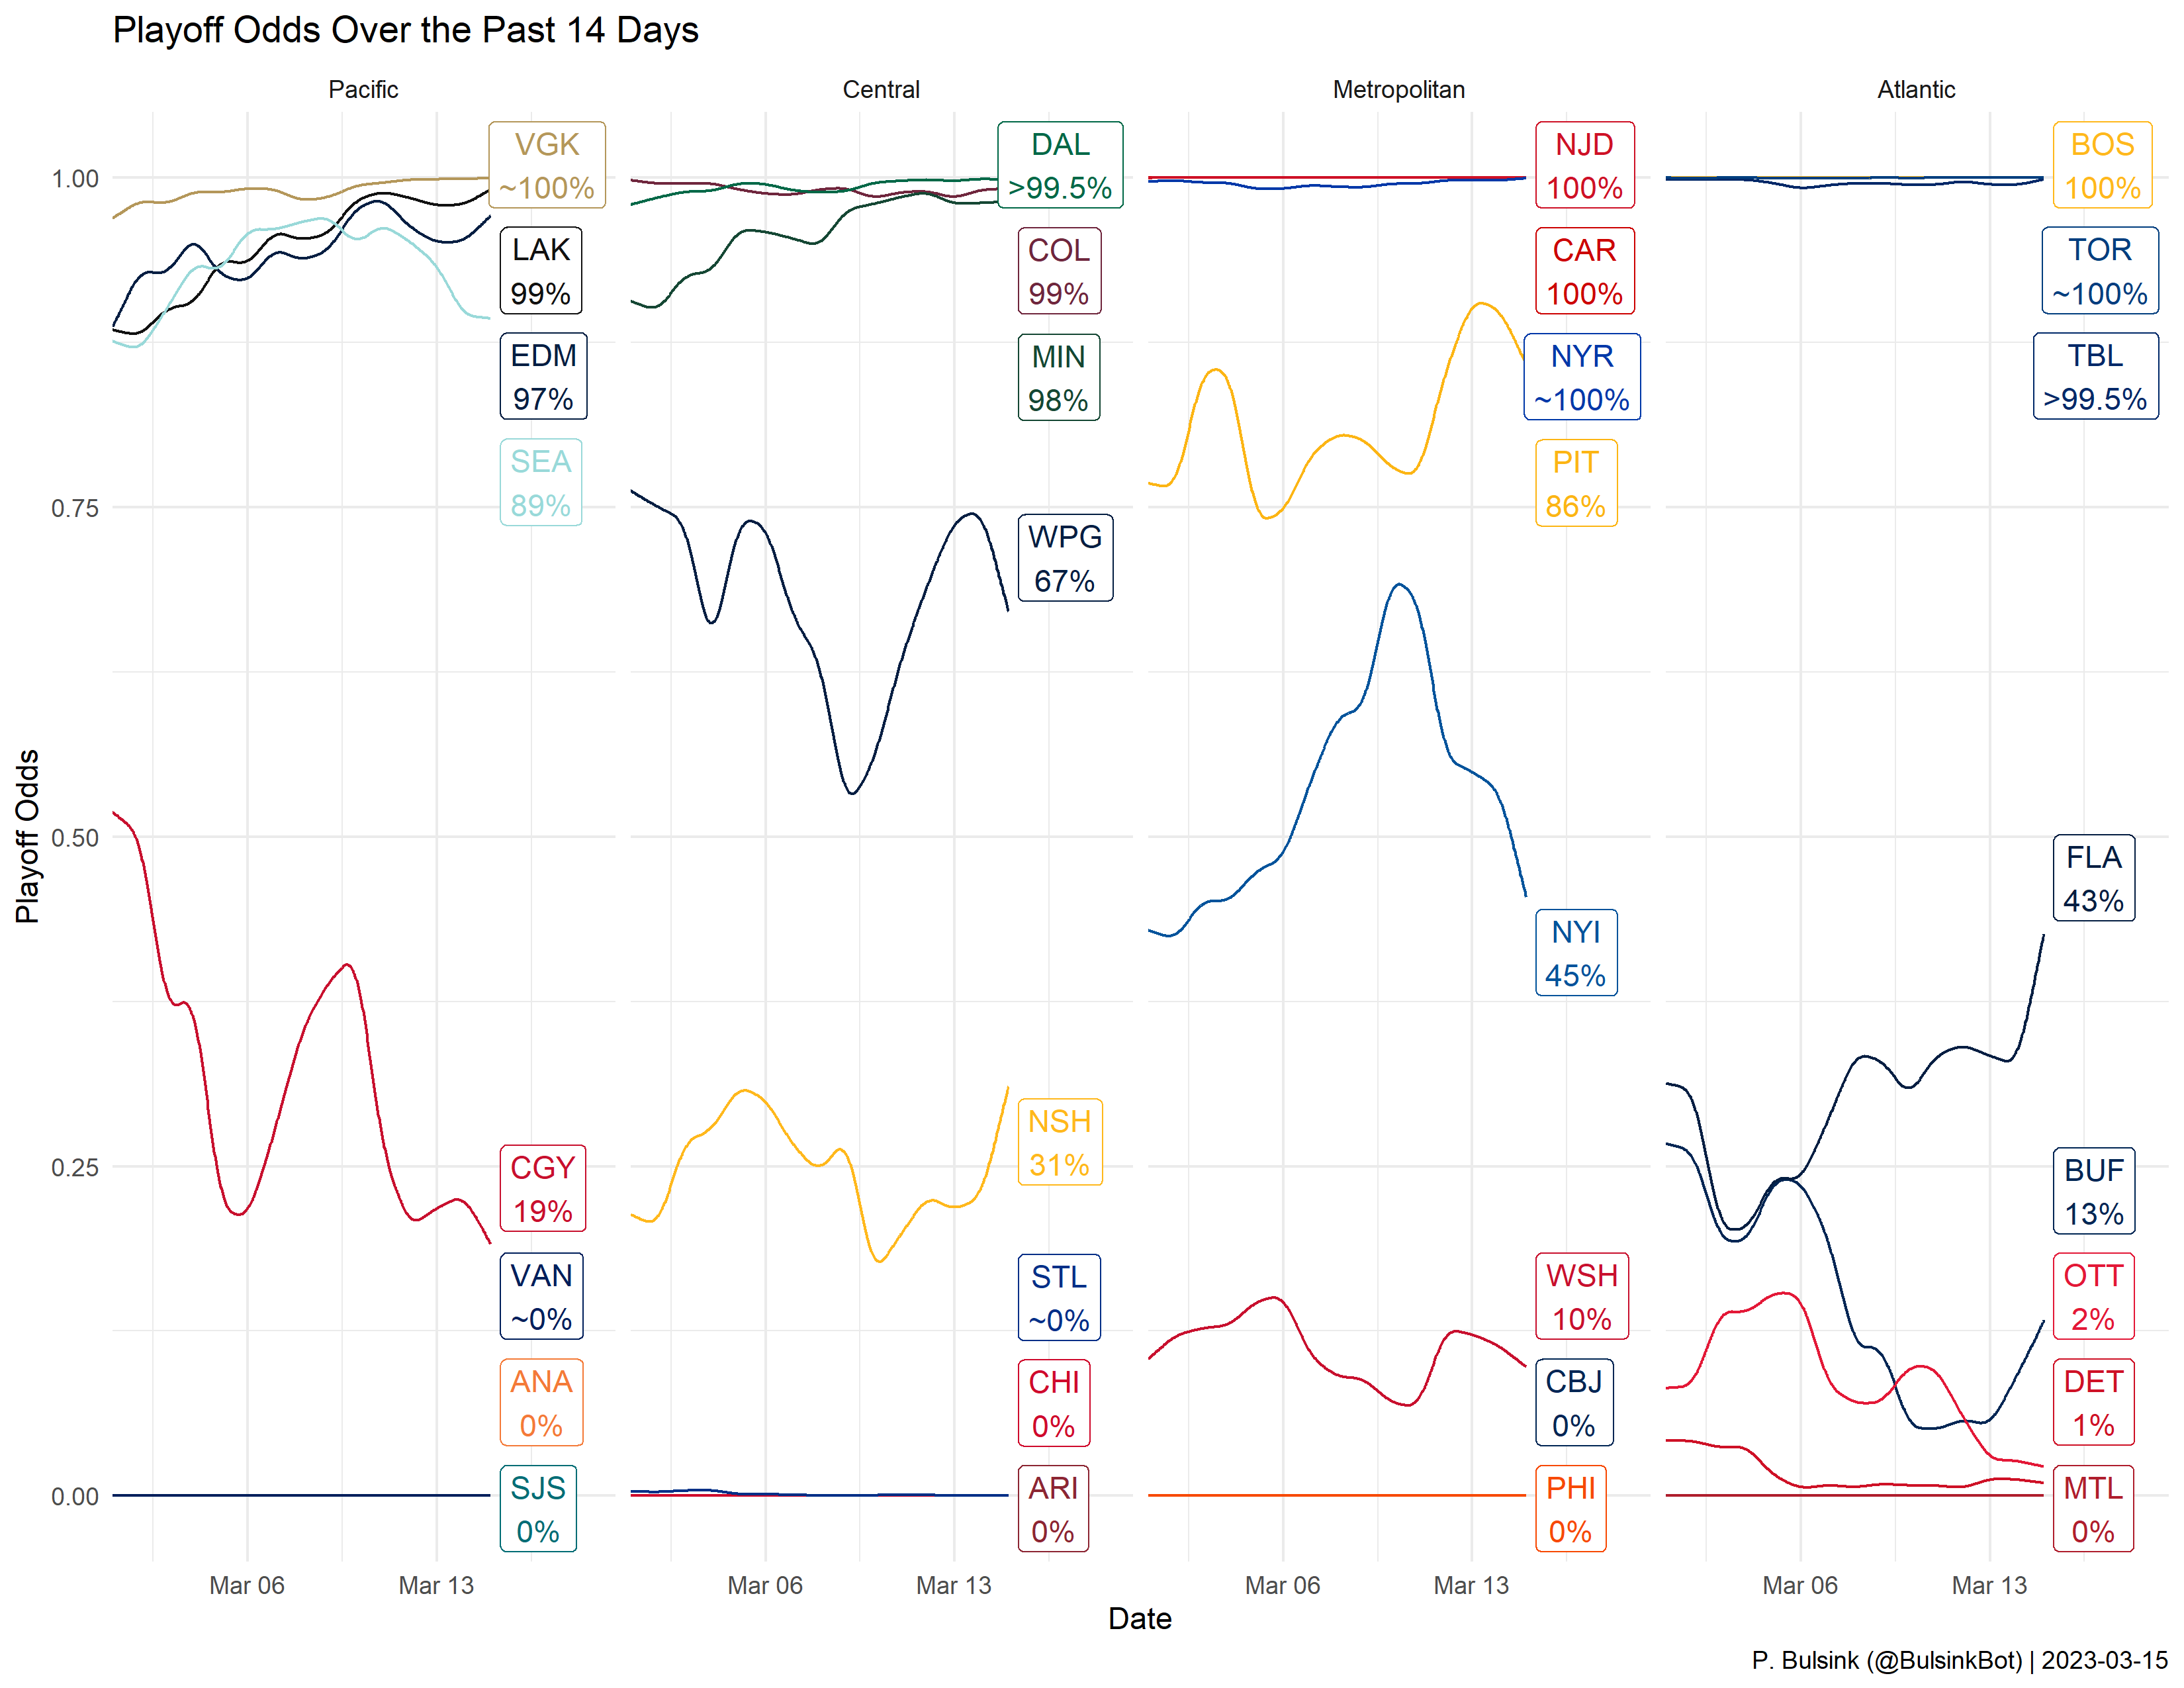 Playoff Odds Over the Past 14 Days
Pacific
Central
Metropolitan
Atlantic
Playoff Odds
1.00
0.75
0.50
0.25
0.00
VGK
~100%
LAK
99%
EDM
97%
SEA
89%
CGY
19%
VAN
~0%
ANA
0%
SJS
0%
DAL
>99.5%
COL
99%
MIN
98%
WPG
67%
NSH
31%
STL
~0%
CHI
0%
ARI
0%
NJD
100%
CAR
100%
NYR
~100%
PIT
86%
NYI
45%
WSH
10%
CBJ
0%
PHI
0%
BOS
100%
TOR
~100%
TBL
>99.5%
FLA
43%
BUF
13%
OTT
2%
DET
1%
MTL
0%
Mar 06
Mar 13
Mar 06
Mar 13
Mar 06
Mar 13
Mar 06
Mar 13
Date
P. Bulsink (@BulsinkBot) | 2023-03-15